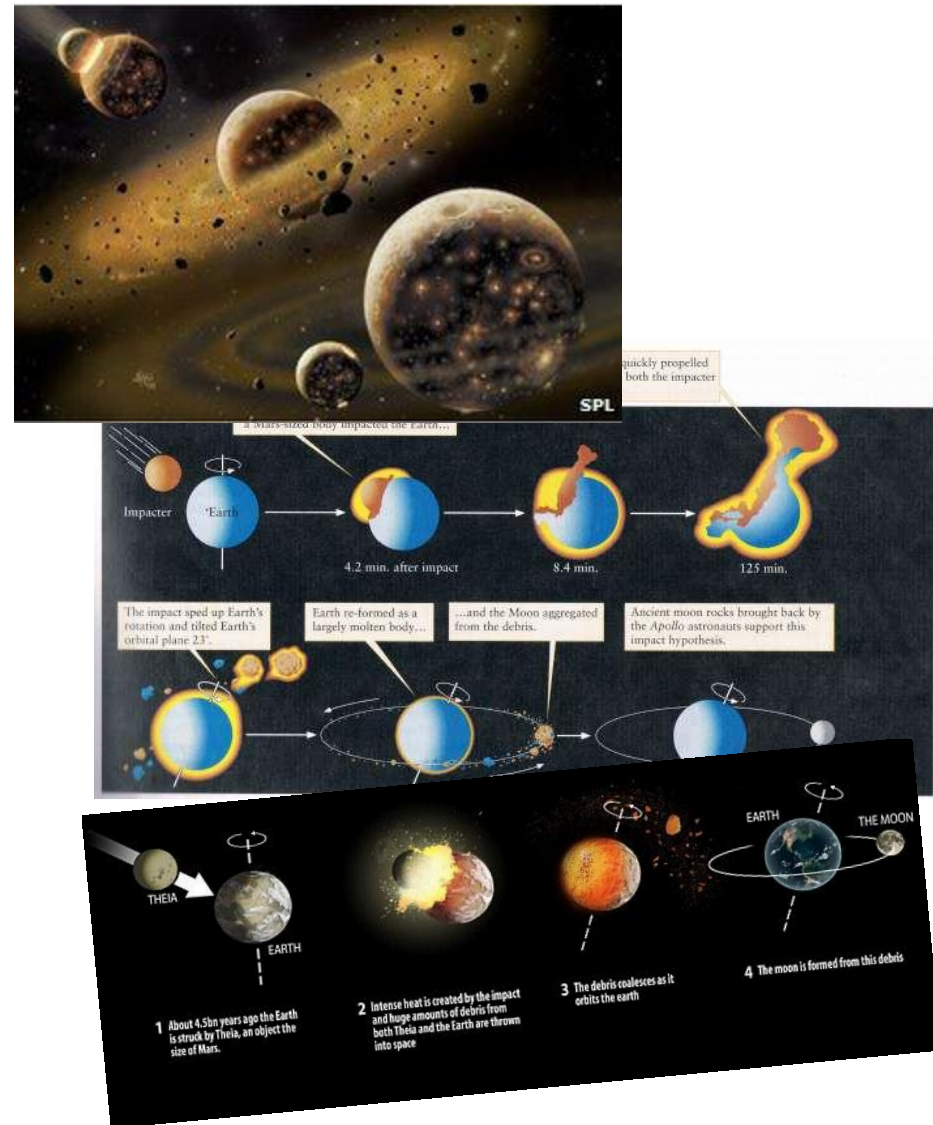 SPL
quickly propelled
both the impacter
a Mars-sized body impacted the Earth...
Impacter
Earth
4.2 min. after impact
8.4 min.
125 min.
The impact sped up Earth's
rotation and tilted Earth's
orbital plane 23°.
Earth re-formed as a
largely molten body...
...and the Moon aggregated
from the debris.
Ancient moon rocks brought back by
the Apollo astronauts support this
impact hypothesis.
THEIA
EARTH
1 About 4.5bn years ago the Earth
is struck by Theia, an object the
size of Mars.
2 Intense heat is created by the impact
and huge amounts of debris from
both Theia and the Earth are thrown
into space
3 The debris coalesces as it
orbits the earth
EARTH
THE MOON
4 The moon is formed from this debris